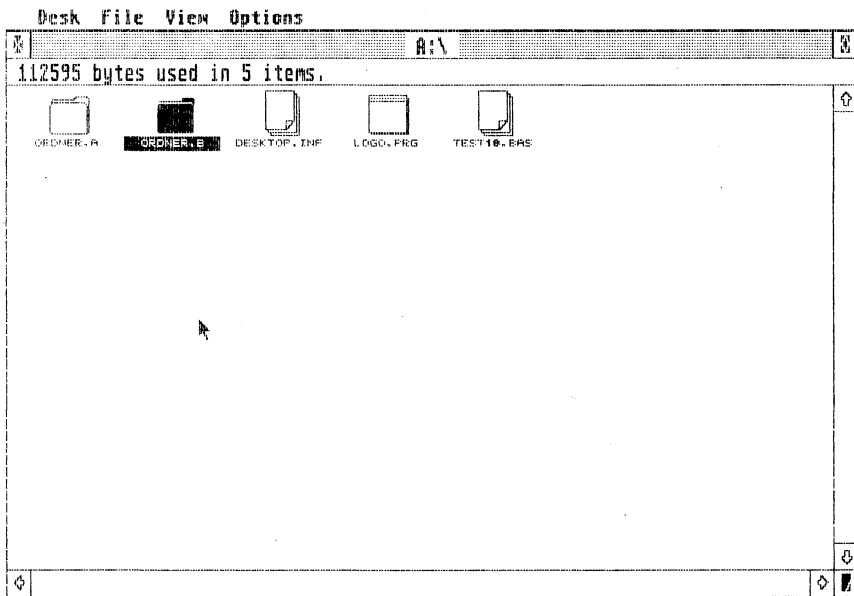 Desk File View Options
A:\
112595 bytes used in 5 items.
ORDNER.A ORDNER.B DESKTOP.INF LOGO.PRG TEST10.BAS